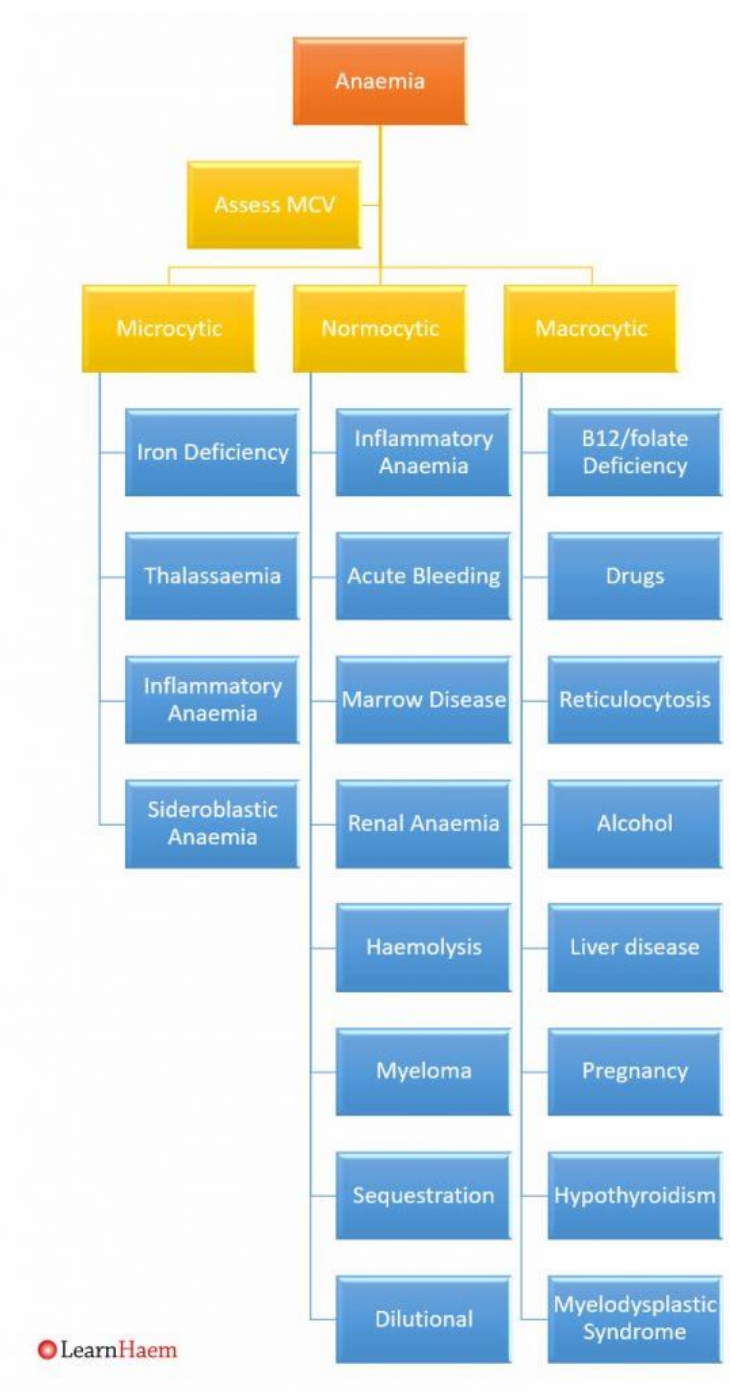 Anaemia
Assess MCV
Microcytic
Normocytic
Macrocytic
Iron Deficiency
Thalassaemia
Inflammatory
Anaemia
Sideroblastic
Anaemia
Inflammatory
Anaemia
Acute Bleeding
Marrow Disease
Renal Anaemia
Haemolysis
Myeloma
Sequestration
Dilutional
B12/folate
Deficiency
Drugs
Reticulocytosis
Alcohol
Liver disease
Pregnancy
Hypothyroidism
Myelodysplastic
Syndrome
LearnHaem